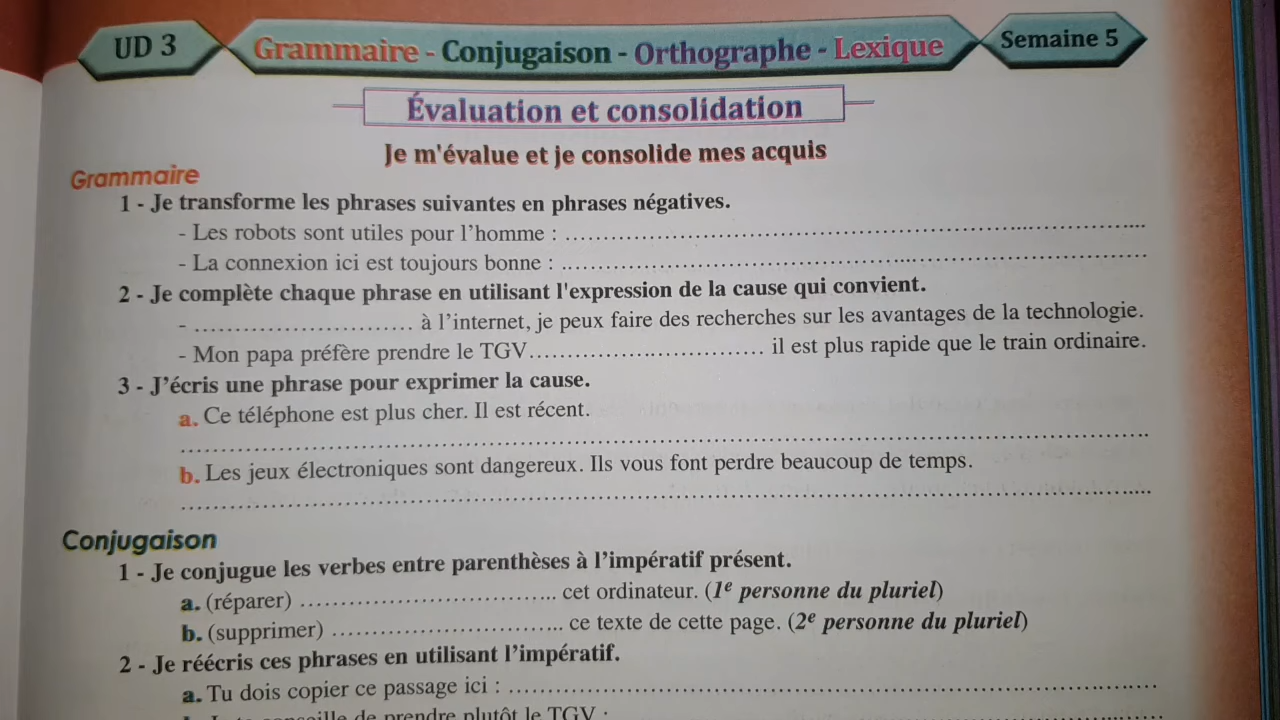 UD 3
Grammaire - Conjugaison - Orthographe - Lexique
Semaine 5
Évaluation et consolidation
Je m'évalue et je consolide mes acquis
Grammaire
1 - Je transforme les phrases suivantes en phrases négatives.
- Les robots sont utiles pour l'homme : ....................
- La connexion ici est toujours bonne : ....................
2 - Je complète chaque phrase en utilisant l'expression de la cause qui convient.
- .......................... à l'internet, je peux faire des recherches sur les avantages de la technologie.
- Mon papa préfère prendre le TGV............................ il est plus rapide que le train ordinaire.
3 - J'écris une phrase pour exprimer la cause.
a. Ce téléphone est plus cher. Il est récent.
....................
b. Les jeux électroniques sont dangereux. Ils vous font perdre beaucoup de temps.
....................
Conjugaison
1 - Je conjugue les verbes entre parenthèses à l'impératif présent.
a. (réparer) .............................. cet ordinateur. (1e personne du pluriel)
b. (supprimer) ........................... ce texte de cette page. (2e personne du pluriel)
2 - Je réécris ces phrases en utilisant l'impératif.
a. Tu dois copier ce passage ici : ....................
de prendre plutôt le TGV :